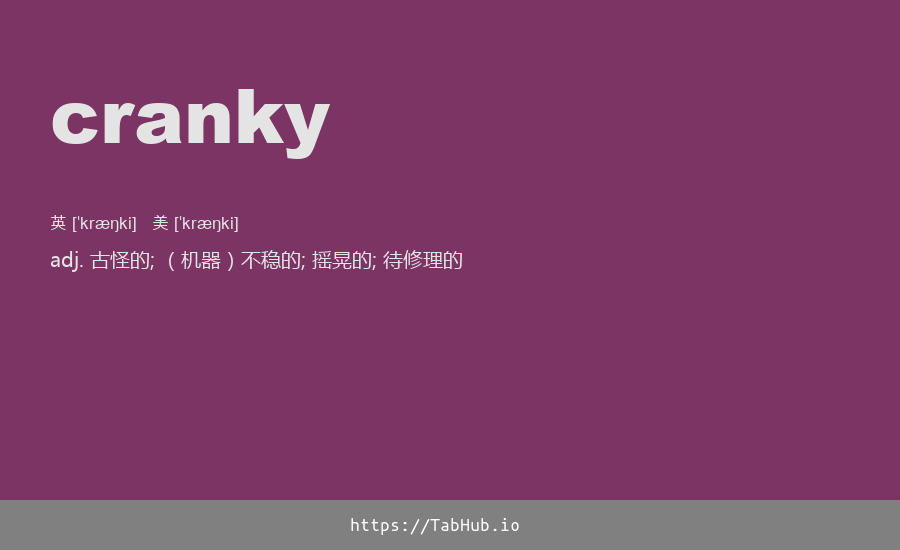 cranky
英 [ˈkræŋki] 美 [ˈkræŋki]
adj. 古怪的; （机器）不稳的; 摇晃的; 待修理的
https://TabHub.io